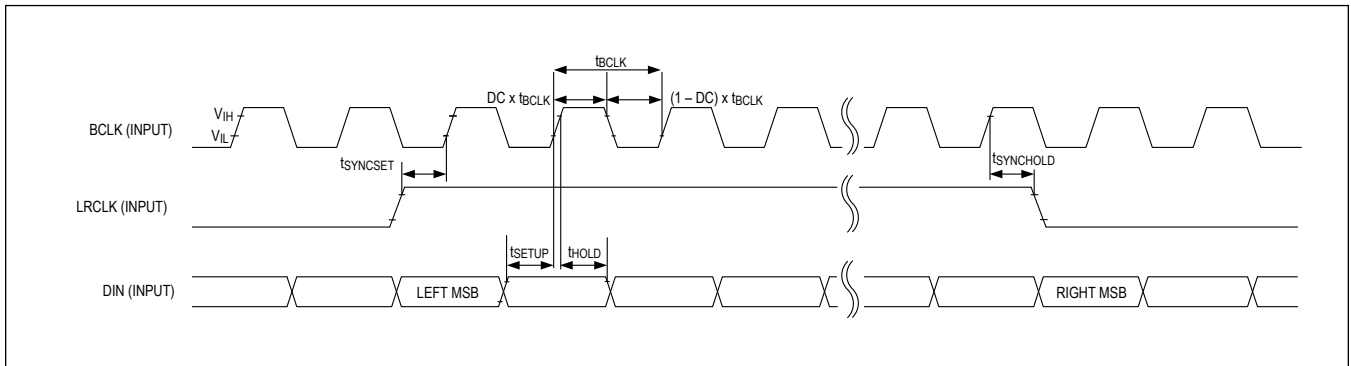 tBCLK
DC x tBCLK
(1 – DC) x tBCLK
VIH
VIL
BCLK (INPUT)
tSYNCSET
tSYNCHOLD
LRCLK (INPUT)
tSETUP
tHOLD
DIN (INPUT)
LEFT MSB
RIGHT MSB